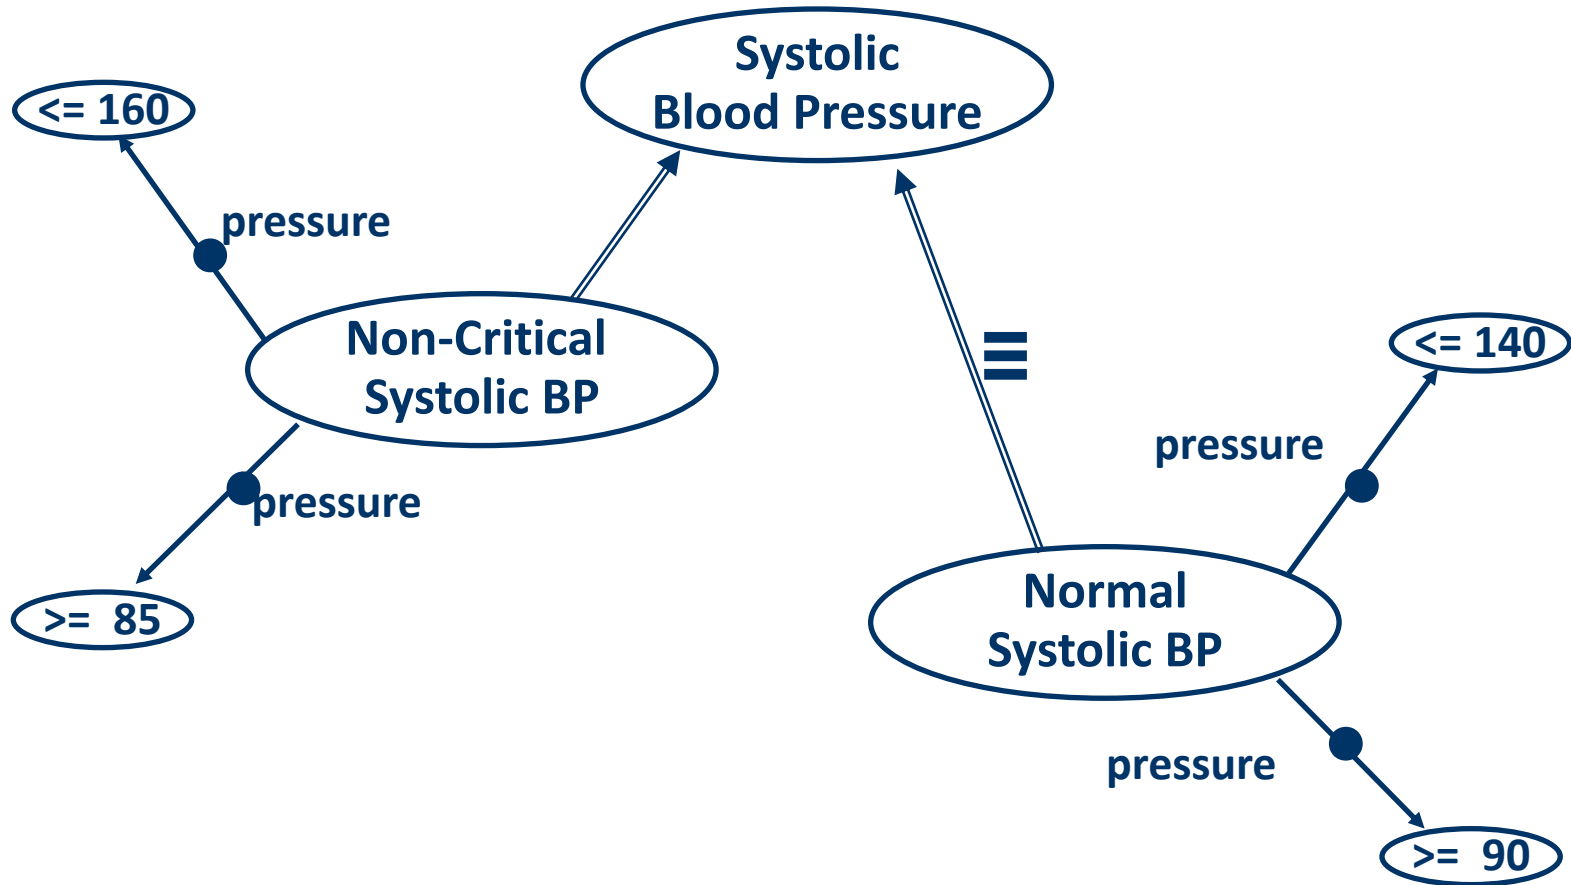 Systolic
Blood Pressure
<= 160
pressure
Non-Critical
Systolic BP
pressure
>= 85
≡
<= 140
pressure
Normal
Systolic BP
pressure
>= 90